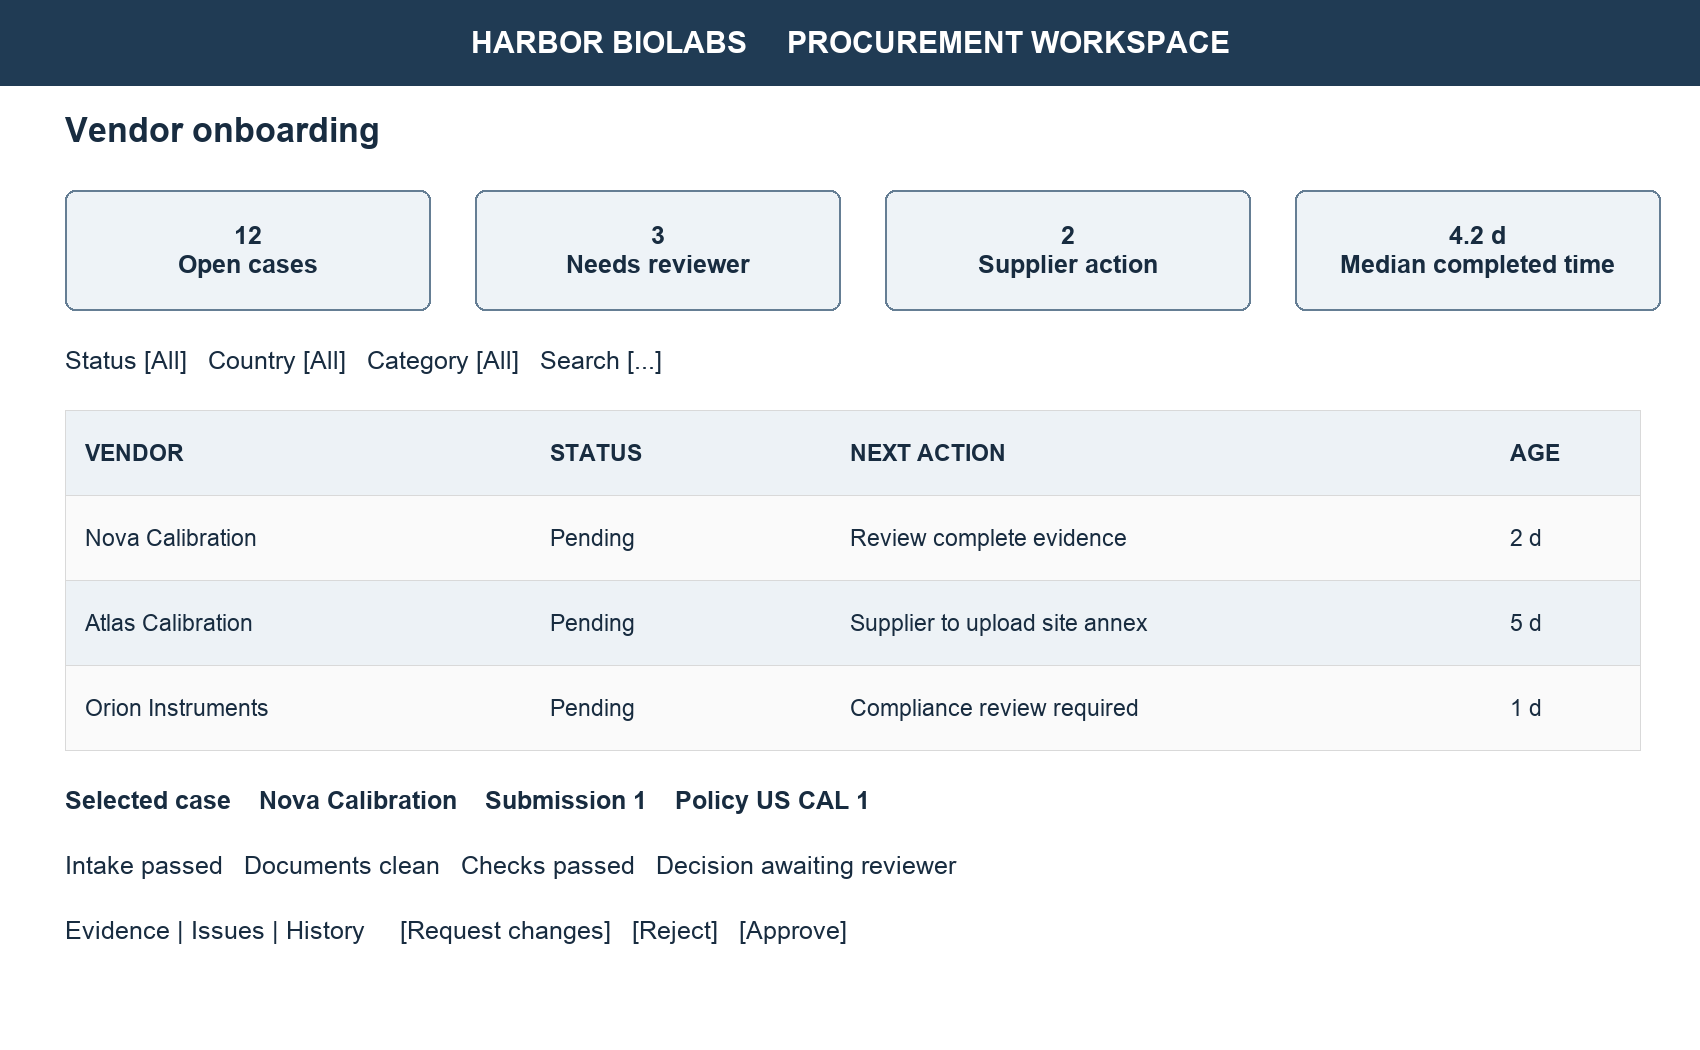 HARBOR BIOLABS PROCUREMENT WORKSPACE
Vendor onboarding
12
Open cases
3
Needs reviewer
2
Supplier action
4.2 d
Median completed time
Status [All] Country [All] Category [All] Search [...]
VENDOR STATUS NEXT ACTION AGE
Nova Calibration Pending Review complete evidence 2 d
Atlas Calibration Pending Supplier to upload site annex 5 d
Orion Instruments Pending Compliance review required 1 d
Selected case Nova Calibration Submission 1 Policy US CAL 1
Intake passed Documents clean Checks passed Decision awaiting reviewer
Evidence | Issues | History [Request changes] [Reject] [Approve]